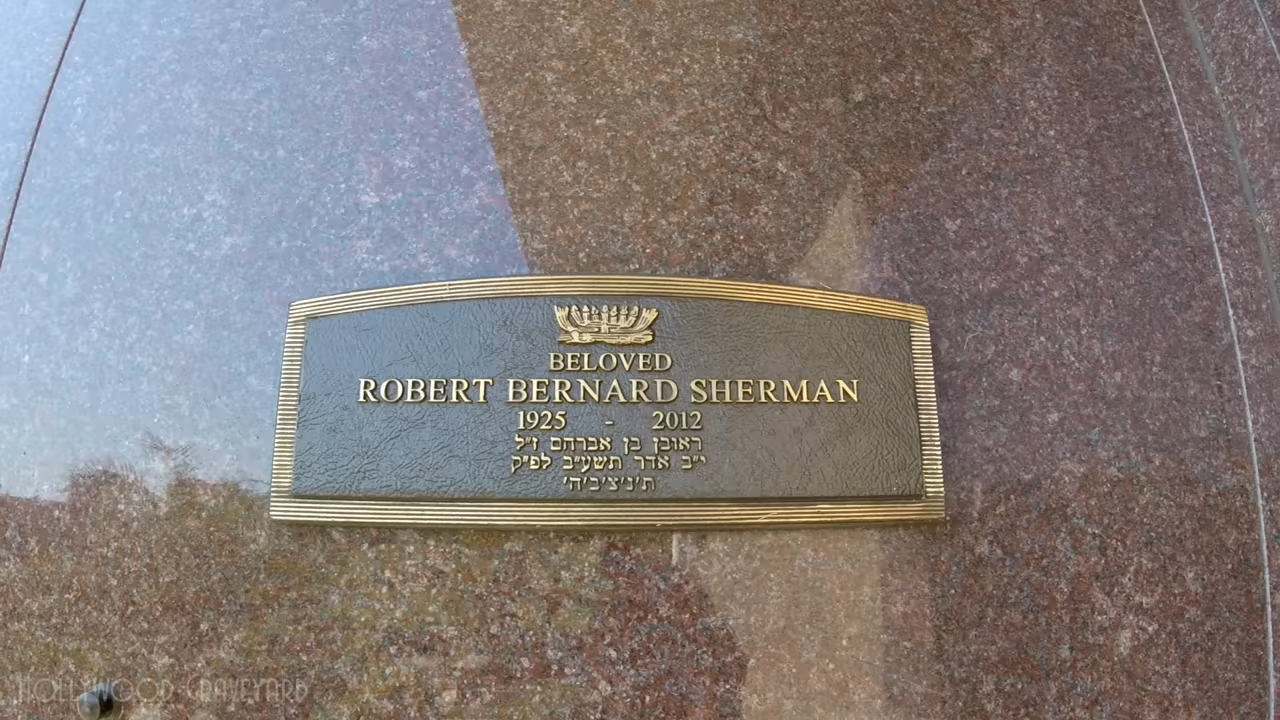 BELOVED
ROBERT BERNARD SHERMAN
1925 - 2012
ראובן בן אברהם ז״ל
י״ב אדר תשע״ב לפ״ק
ת'נ'צ'ב'ה'
HOLLYWOOD GRAVEYARD